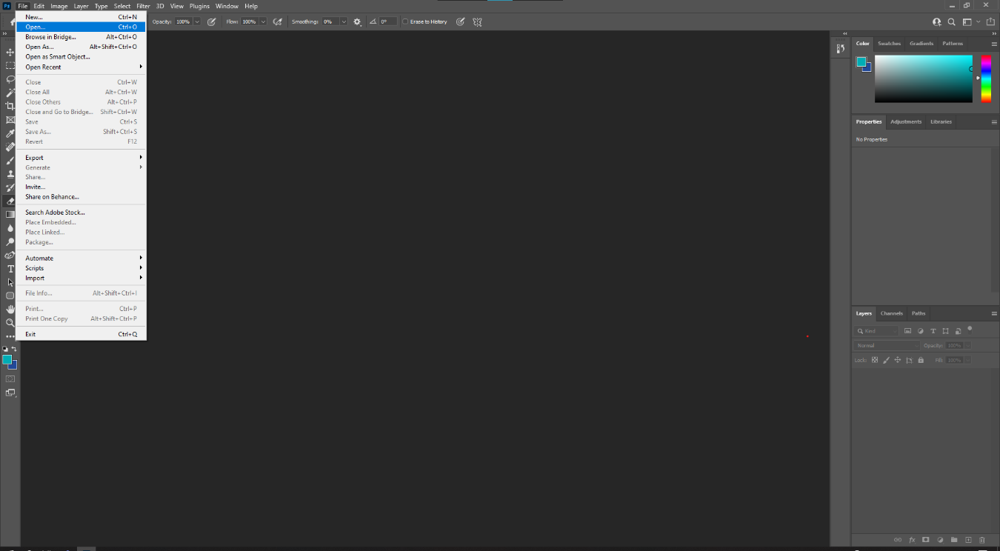 Ps File Edit Image Layer Type Select Filter 3D View Plugins Window Help
Opacity: 100% Flow: 100% Smoothing: 0% 0° Erase to History
New... Ctrl+N
Open... Ctrl+O
Browse in Bridge... Alt+Ctrl+O
Open As... Alt+Shift+Ctrl+O
Open as Smart Object...
Open Recent
Close Ctrl+W
Close All Alt+Ctrl+W
Close Others Alt+Ctrl+P
Close and Go to Bridge... Shift+Ctrl+W
Save Ctrl+S
Save As... Shift+Ctrl+S
Revert F12
Export
Generate
Share...
Invite...
Share on Behance...
Search Adobe Stock...
Place Embedded...
Place Linked...
Package...
Automate
Scripts
Import
File Info... Alt+Shift+Ctrl+I
Print... Ctrl+P
Print One Copy Alt+Shift+Ctrl+P
Exit Ctrl+Q
Color Swatches Gradients Patterns
Properties Adjustments Libraries
No Properties
Layers Channels Paths
Kind
Normal Opacity: 100%
Lock: Fill: 100%
fx